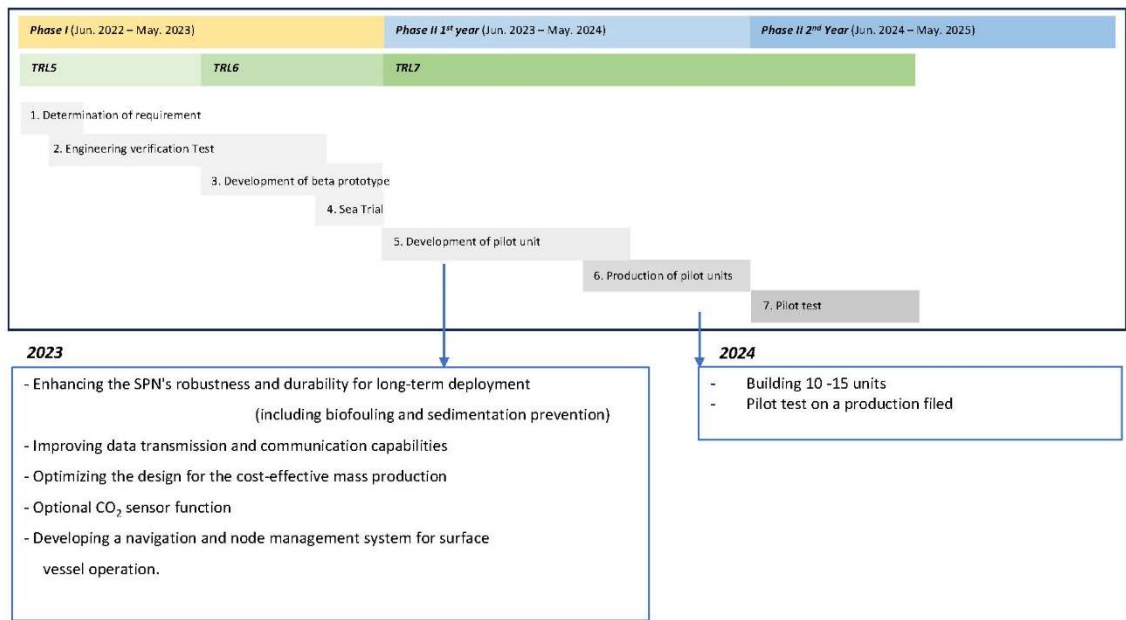 Phase I (Jun. 2022 – May. 2023)
Phase II 1st year (Jun. 2023 – May. 2024)
Phase II 2nd Year (Jun. 2024 – May. 2025)
TRL5
TRL6
TRL7
1. Determination of requirement
2. Engineering verification Test
3. Development of beta prototype
4. Sea Trial
5. Development of pilot unit
6. Production of pilot units
7. Pilot test
2023
- Enhancing the SPN's robustness and durability for long-term deployment
(including biofouling and sedimentation prevention)
- Improving data transmission and communication capabilities
- Optimizing the design for the cost-effective mass production
- Optional CO₂ sensor function
- Developing a navigation and node management system for surface
vessel operation.
2024
- Building 10 -15 units
- Pilot test on a production filed